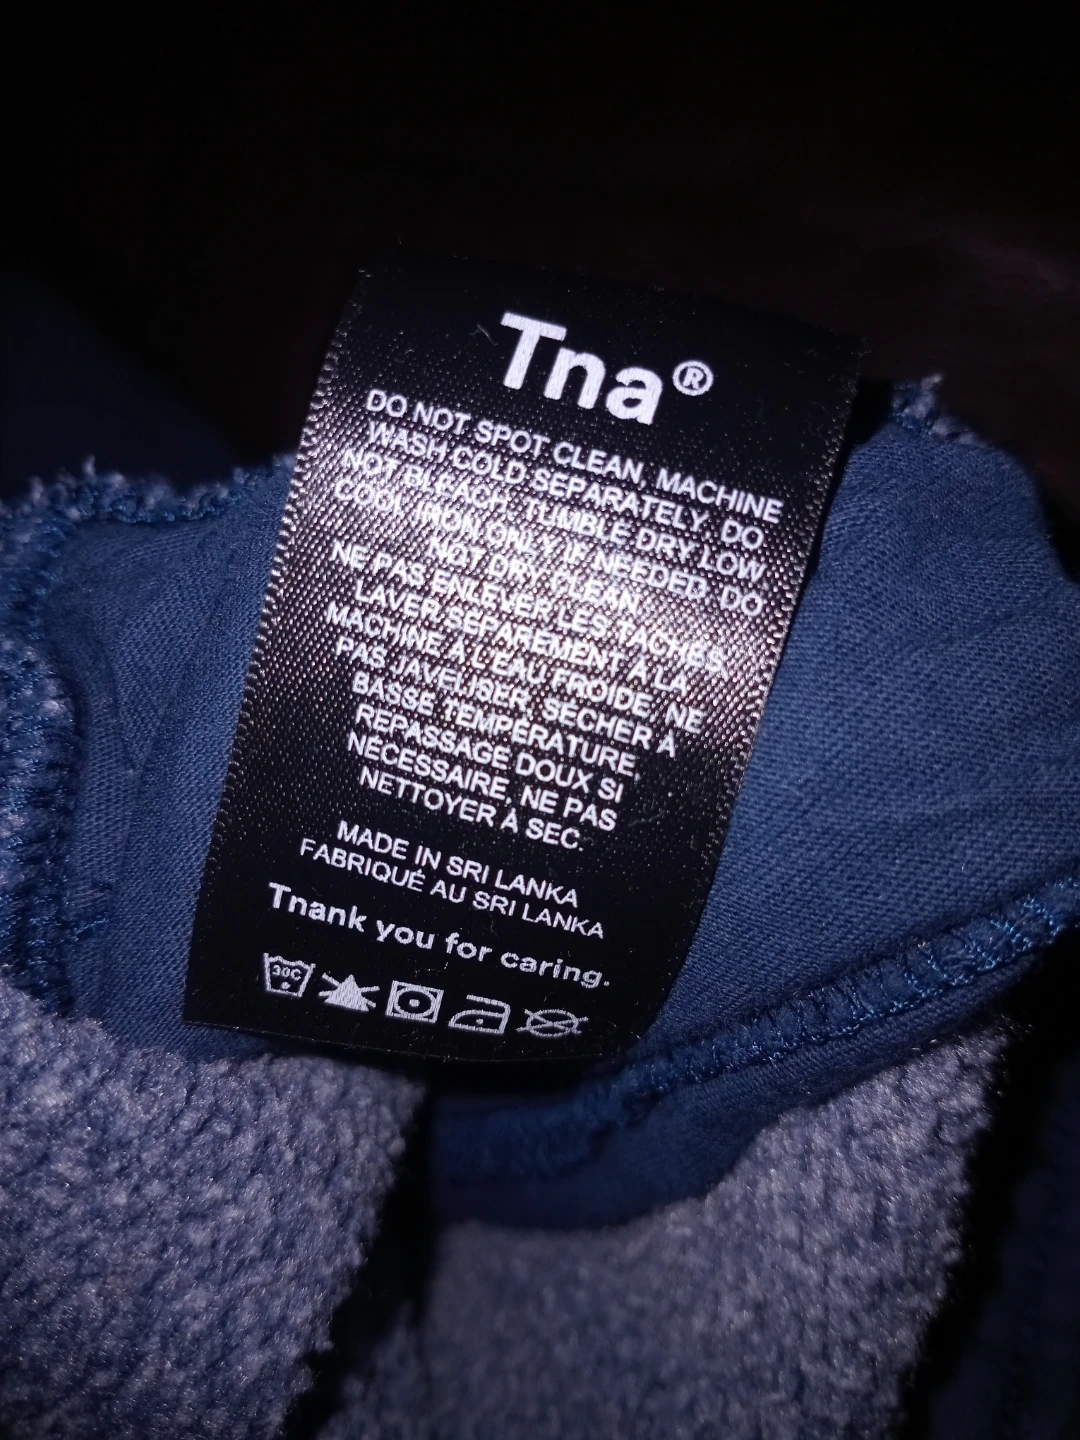 Tna®
DO NOT SPOT CLEAN, MACHINE
WASH COLD SEPARATELY. DO
NOT BLEACH, TUMBLE DRY LOW,
COOL IRON ONLY IF NEEDED, DO
NOT DRY CLEAN.
NE PAS ENLEVER LES TACHES,
LAVER SÉPARÉMENT À LA
MACHINE À L'EAU FROIDE, NE
PAS JAVELISER, SÉCHER À
BASSE TEMPÉRATURE,
REPASSAGE DOUX SI
NÉCESSAIRE, NE PAS
NETTOYER À SEC.
MADE IN SRI LANKA
FABRIQUÉ AU SRI LANKA
Tnank you for caring.
30C